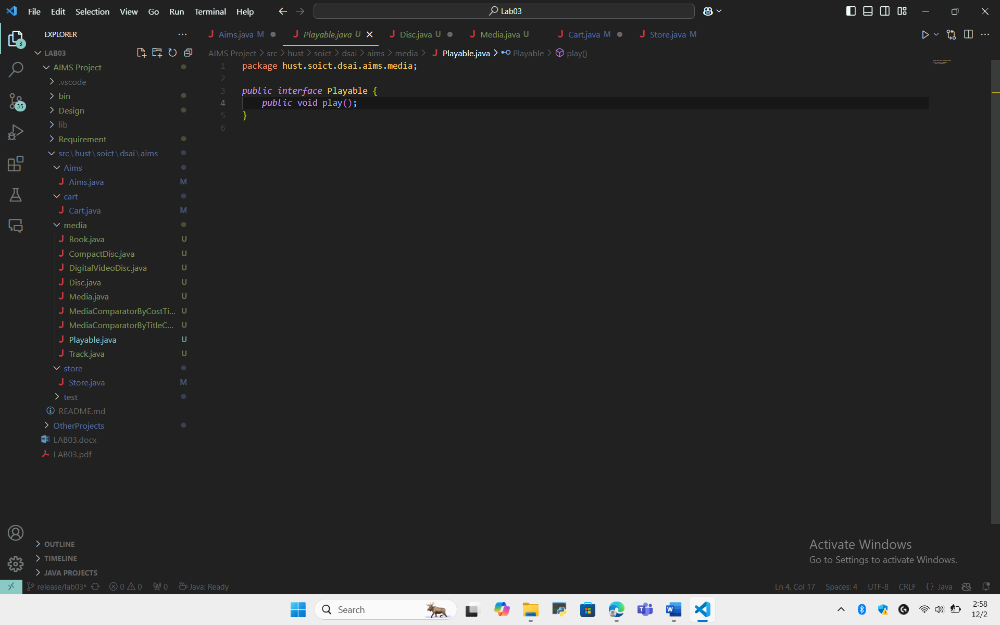 File Edit Selection View Go Run Terminal Help
Lab03
EXPLORER
LAB03
AIMS Project
.vscode
bin
Design
lib
Requirement
src\hust\soict\dsai\aims
Aims
Aims.java M
cart
Cart.java M
media
Book.java U
CompactDisc.java U
DigitalVideoDisc.java U
Disc.java U
Media.java U
MediaComparatorByCostTi... U
MediaComparatorByTitleC... U
Playable.java U
Track.java U
store
Store.java M
test
README.md
OtherProjects
LAB03.docx
LAB03.pdf
OUTLINE
TIMELINE
JAVA PROJECTS
3
35
Aims.java M Playable.java U Disc.java U Media.java U Cart.java M Store.java M
AIMS Project > src > hust > soict > dsai > aims > media > Playable.java > Playable > play()
1 package hust.soict.dsai.aims.media;
2
3 public interface Playable {
4 public void play();
5 }
6
Activate Windows
Go to Settings to activate Windows.
release/lab03* 0 0 0 Java: Ready
Ln 4, Col 17 Spaces: 4 UTF-8 CRLF {} Java
Search
2:58
12/2